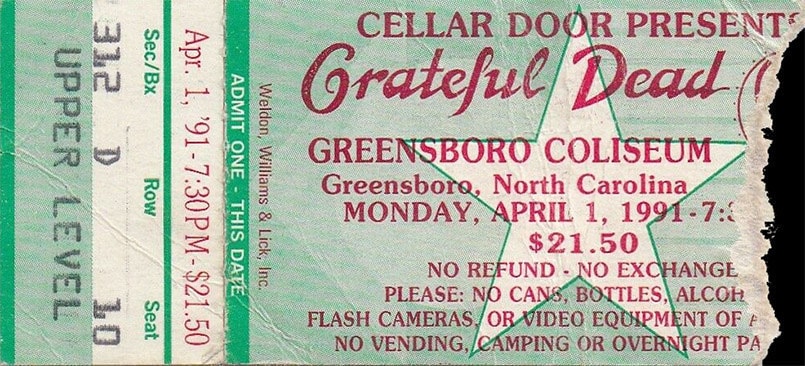 312 D 10
UPPER LEVEL
Sec/Bx Row Seat
Apr. 1, '91 - 7:30PM - $21.50
ADMIT ONE - THIS DATE
Weldon, Williams & Lick, Inc.
CELLAR DOOR PRESENTS
Grateful Dead (
GREENSBORO COLISEUM
Greensboro, North Carolina
MONDAY, APRIL 1, 1991 - 7:3
$21.50
NO REFUND - NO EXCHANGE
PLEASE: NO CANS, BOTTLES, ALCOH
FLASH CAMERAS, OR VIDEO EQUIPMENT OF A
NO VENDING, CAMPING OR OVERNIGHT PA